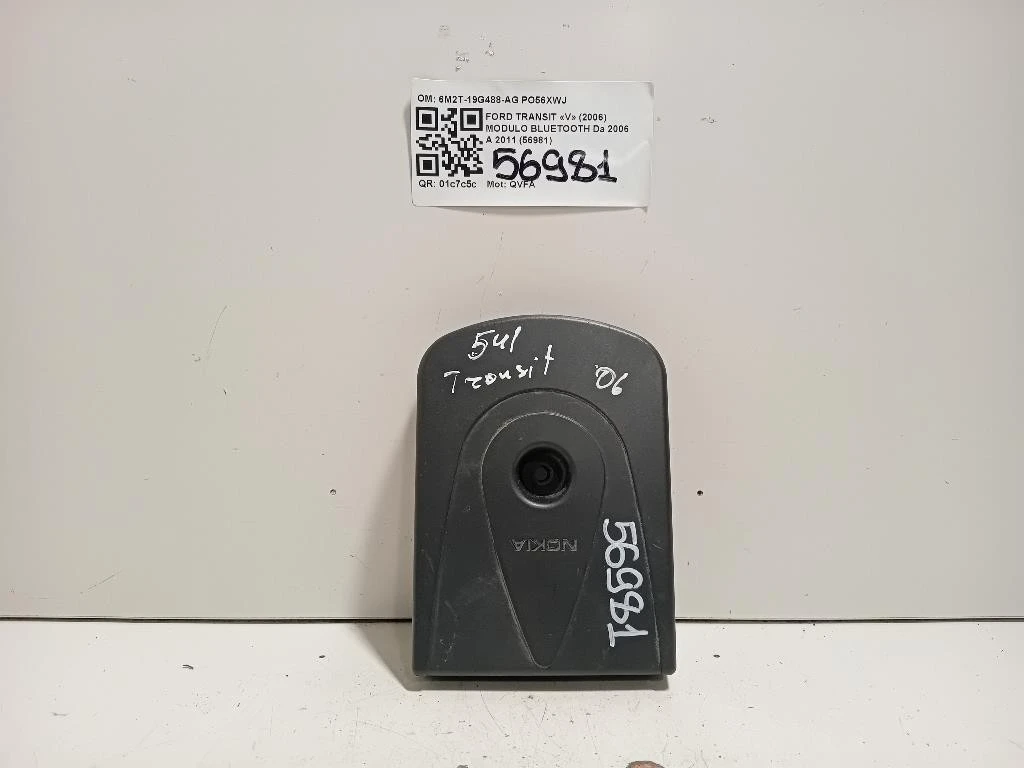 OM: 6M2T-19G488-AG PO56XWJ
FORD TRANSIT «V» (2006)
MODULO BLUETOOTH Da 2006
A 2011 (56981)
56981
QR: 01c7c5c Mot: QVFA
541
Transit 06
NOKIA
56981